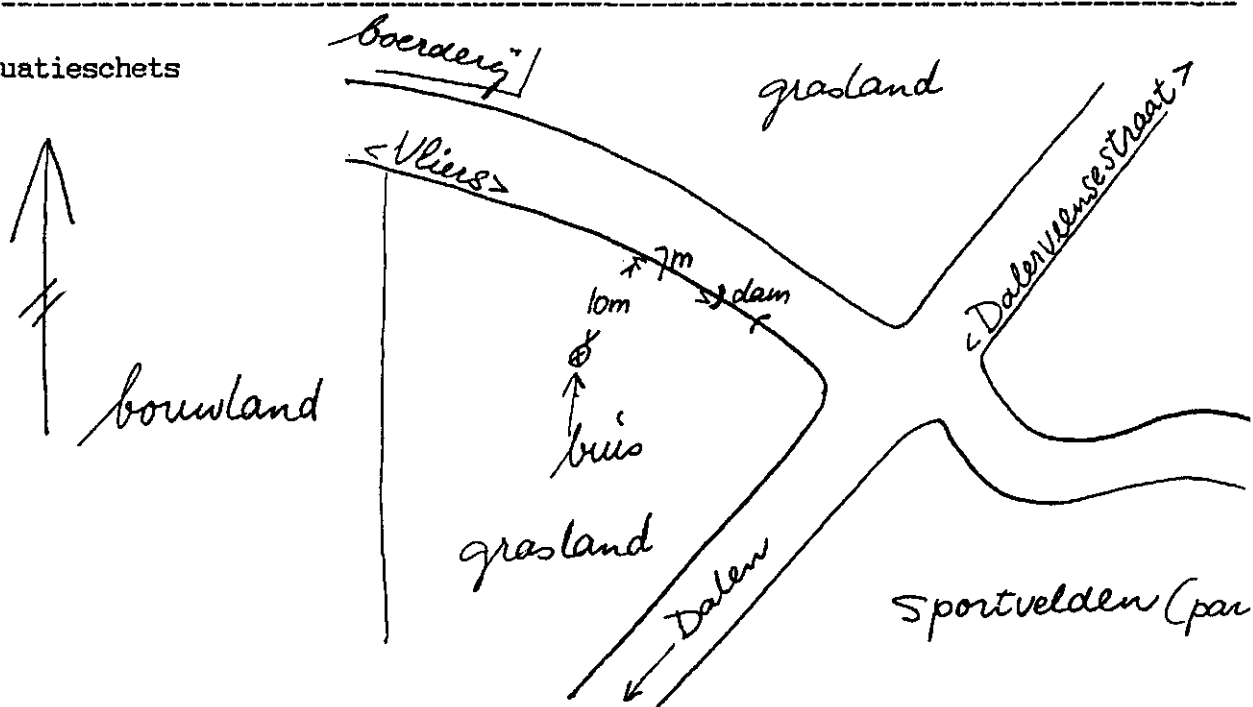 uatieschets
boerderij
grasland
<Vliers>
<Dalerveensestraat>
7m
dam
10m
bouwland
buis
grasland
Dalen
Sportvelden (par